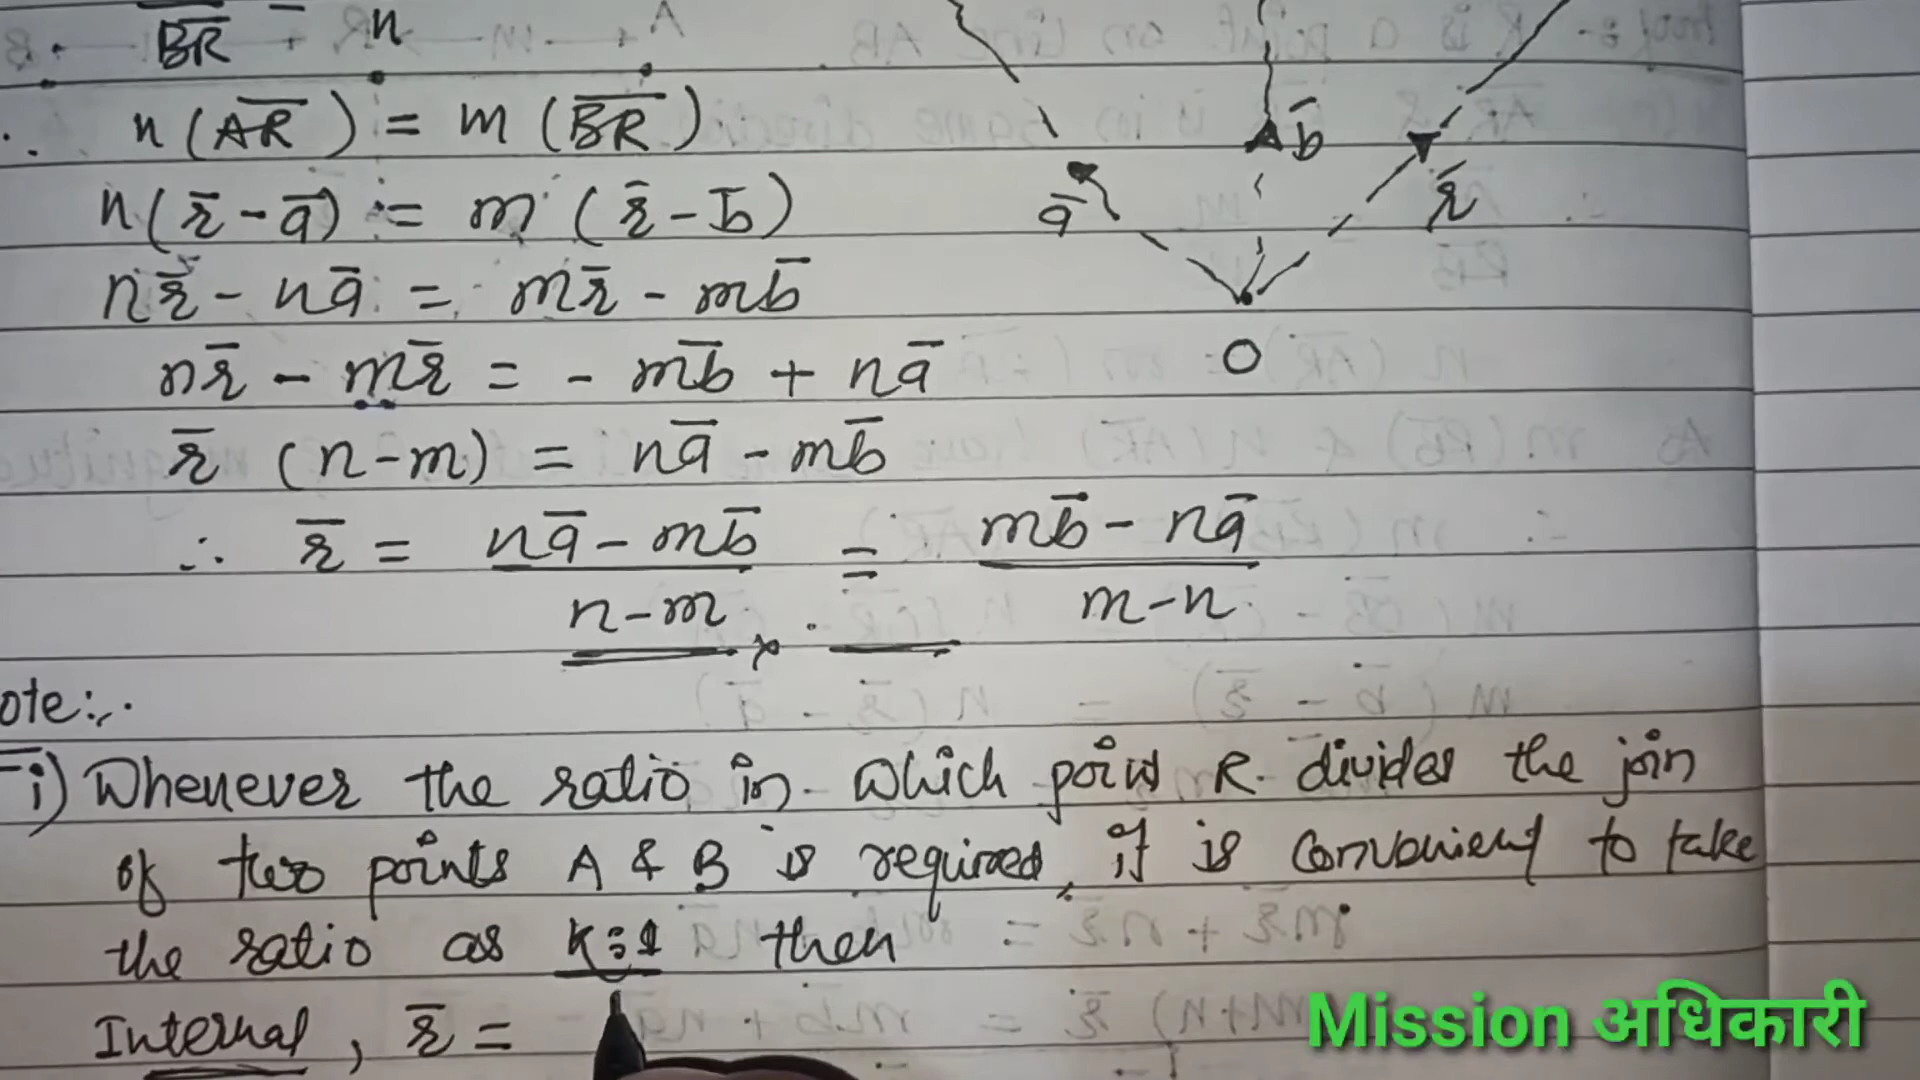 BR n
n(AR) = m(BR)
n(r̄ - ā) = m(r̄ - b̄)
nr̄ - nā = mr̄ - mb̄
nr̄ - mr̄ = - mb̄ + nā
r̄ (n-m) = nā - mb̄
∴ r̄ = nā - mb̄ / n-m = mb̄ - nā / m-n
ā b̄ r̄
O
ote:
i) Whenever the ratio in which point R divides the join
of two points A & B is required, it is convenient to take
the ratio as K:1 then
Internal, r̄ =
Mission अधिकारी